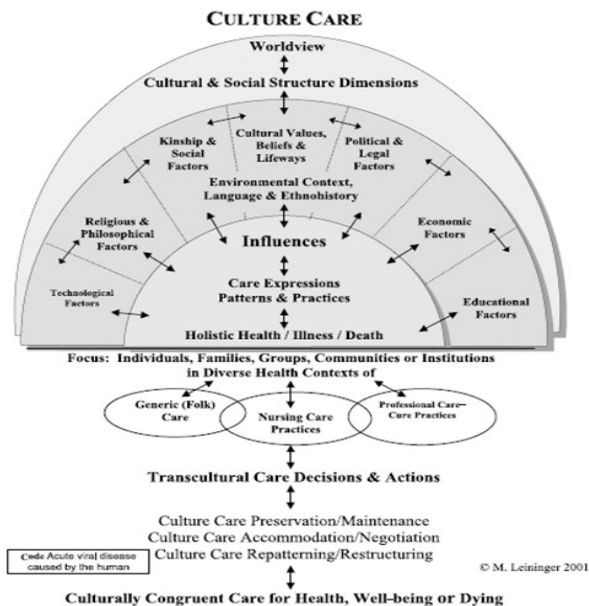 CULTURE CARE
Worldview
Cultural & Social Structure Dimensions
Kinship &
Social
Factors
Cultural Values,
Beliefs &
Lifeways
Political &
Legal
Factors
Environmental Context,
Language & Ethnohistory
Religious &
Philosophical
Factors
Economic
Factors
Influences
Technological
Factors
Care Expressions
Patterns & Practices
Educational
Factors
Holistic Health / Illness / Death
Focus: Individuals, Families, Groups, Communities or Institutions
in Diverse Health Contexts of
Generic (Folk)
Care
Nursing Care
Practices
Professional Care–
Cure Practices
Transcultural Care Decisions & Actions
Culture Care Preservation/Maintenance
Culture Care Accommodation/Negotiation
Culture Care Repatterning/Restructuring
Code Acute viral disease
caused by the human
© M. Leininger 2001
Culturally Congruent Care for Health, Well-being or Dying